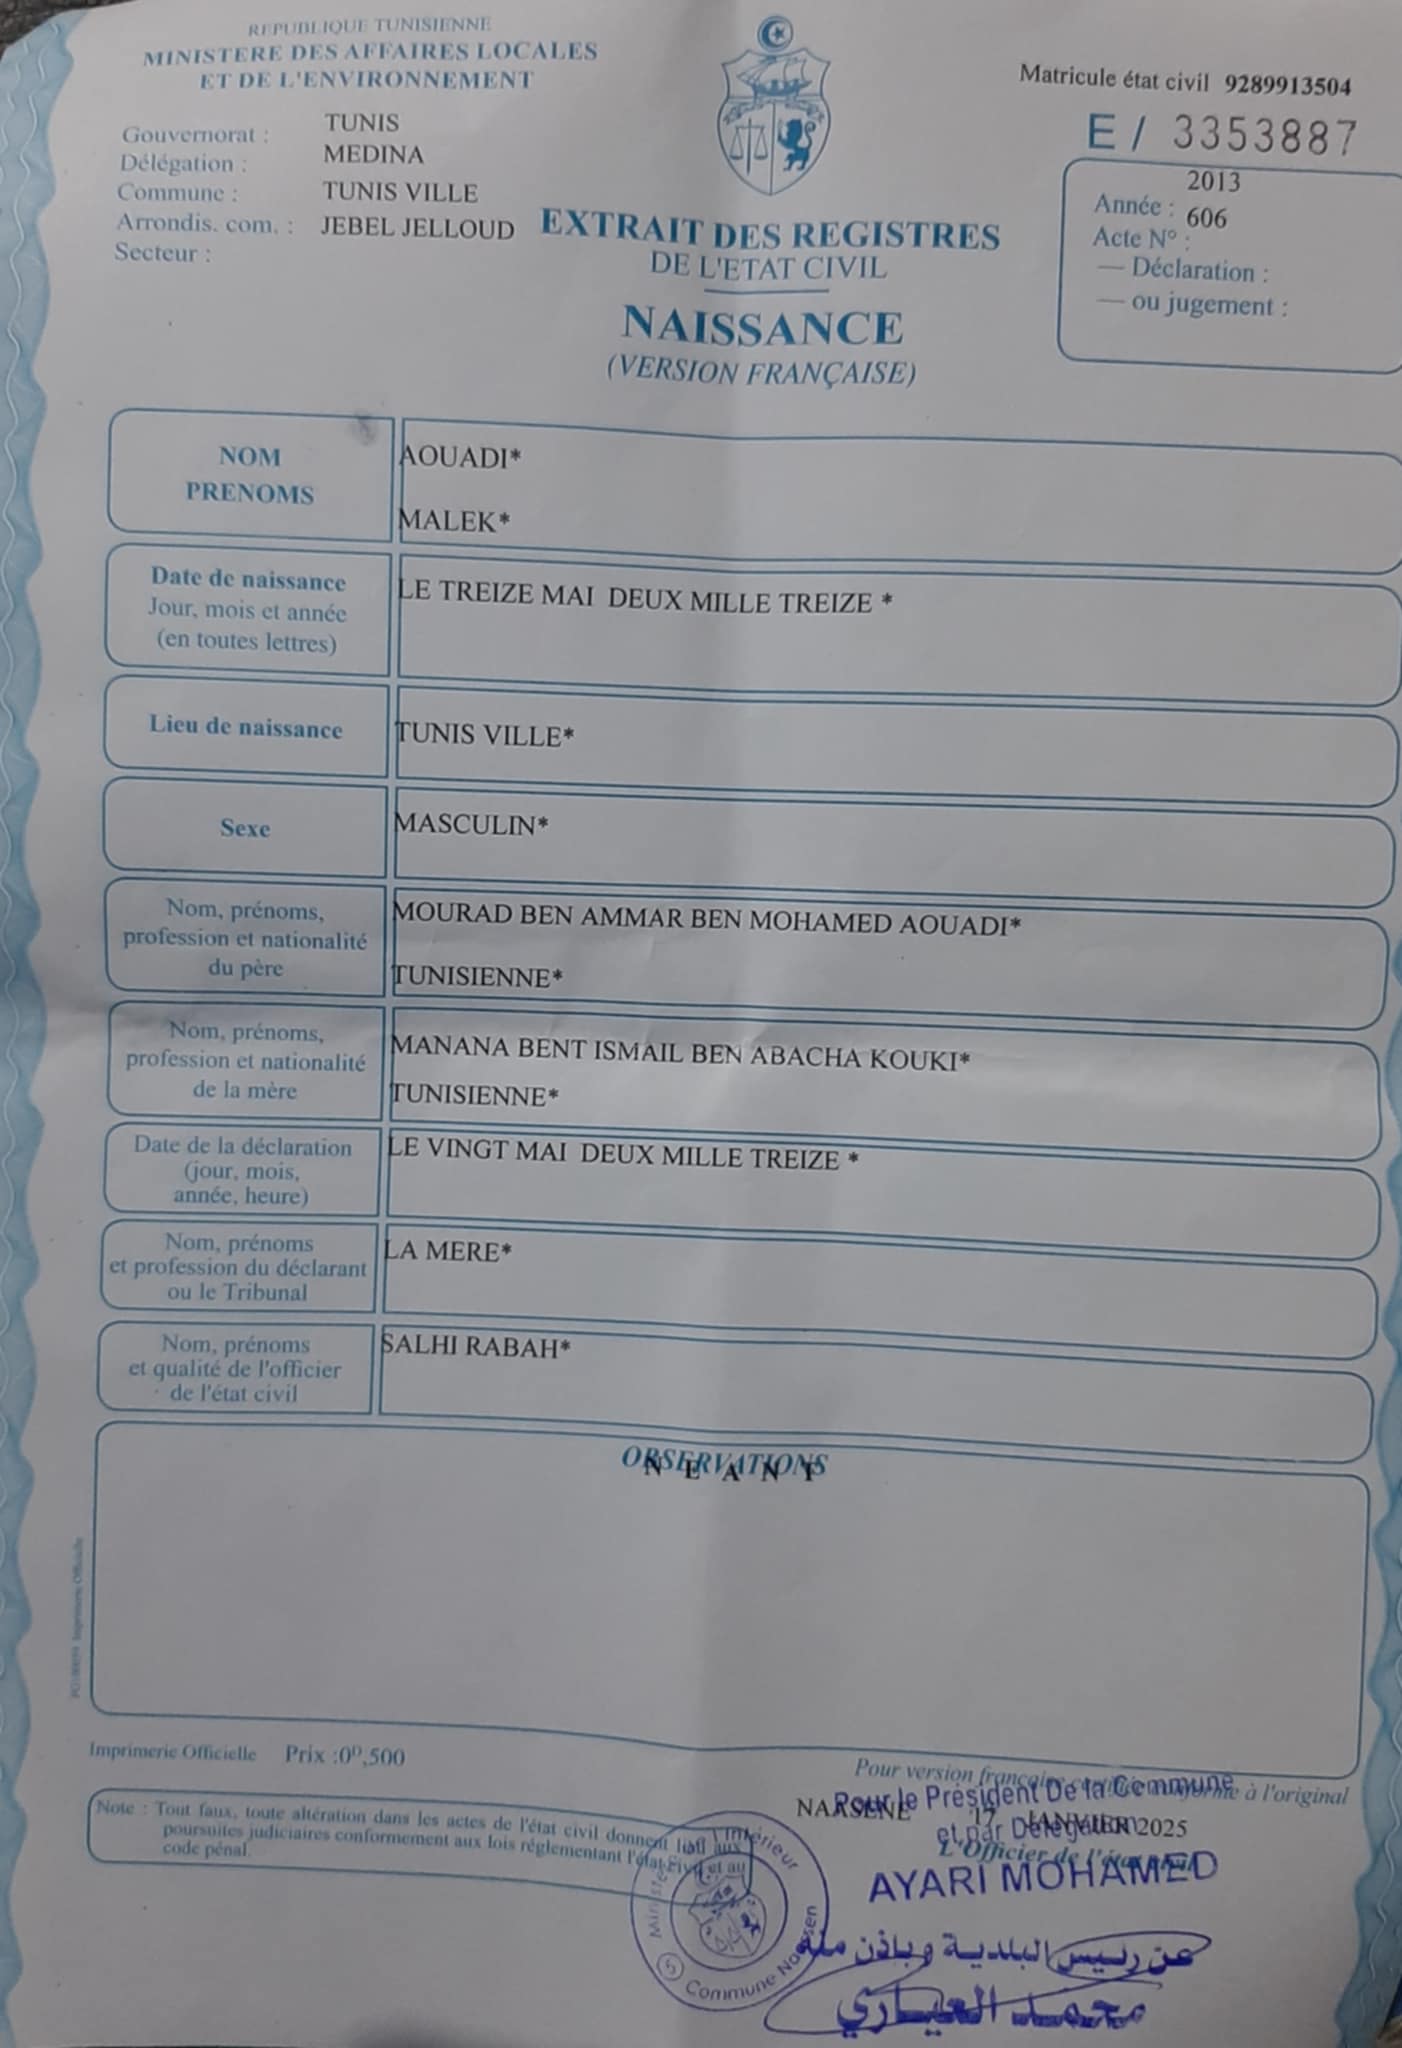 REPUBLIQUE TUNISIENNE
MINISTERE DES AFFAIRES LOCALES
ET DE L'ENVIRONNEMENT
Gouvernorat : TUNIS
Délégation : MEDINA
Commune : TUNIS VILLE
Arrondis. com. : JEBEL JELLOUD
Secteur :
Matricule état civil 9289913504
E / 3353887
Année : 2013
Acte N° : 606
— Déclaration :
— ou jugement :
EXTRAIT DES REGISTRES
DE L'ETAT CIVIL
NAISSANCE
(VERSION FRANÇAISE)
NOM
PRENOMS
AOUADI*
MALEK*
Date de naissance
Jour, mois et année
(en toutes lettres)
LE TREIZE MAI DEUX MILLE TREIZE *
Lieu de naissance
TUNIS VILLE*
Sexe
MASCULIN*
Nom, prénoms,
profession et nationalité
du père
MOURAD BEN AMMAR BEN MOHAMED AOUADI*
TUNISIENNE*
Nom, prénoms,
profession et nationalité
de la mère
MANANA BENT ISMAIL BEN ABACHA KOUKI*
TUNISIENNE*
Date de la déclaration
(jour, mois,
année, heure)
LE VINGT MAI DEUX MILLE TREIZE *
Nom, prénoms
et profession du déclarant
ou le Tribunal
LA MERE*
Nom, prénoms
et qualité de l'officier
de l'état civil
SALHI RABAH*
OBSERVATIONS
N E A N T
Imprimerie Officielle Prix :0ᴰ,500
Note : Tout faux, toute altération dans les actes de l'état civil donnent lieu aux
poursuites judiciaires conformement aux lois réglementant l'état-Civil et au
code pénal.
Pour version française conforme à l'original
Pour le Président De la Commune
NAASSENE 17 JANVIER 2025
et par Délégation
L'Officier de l'état civil
AYARI MOHAMED
عن رئيس البلدية وبإذن منه
محمد العياري
Commune Naassen